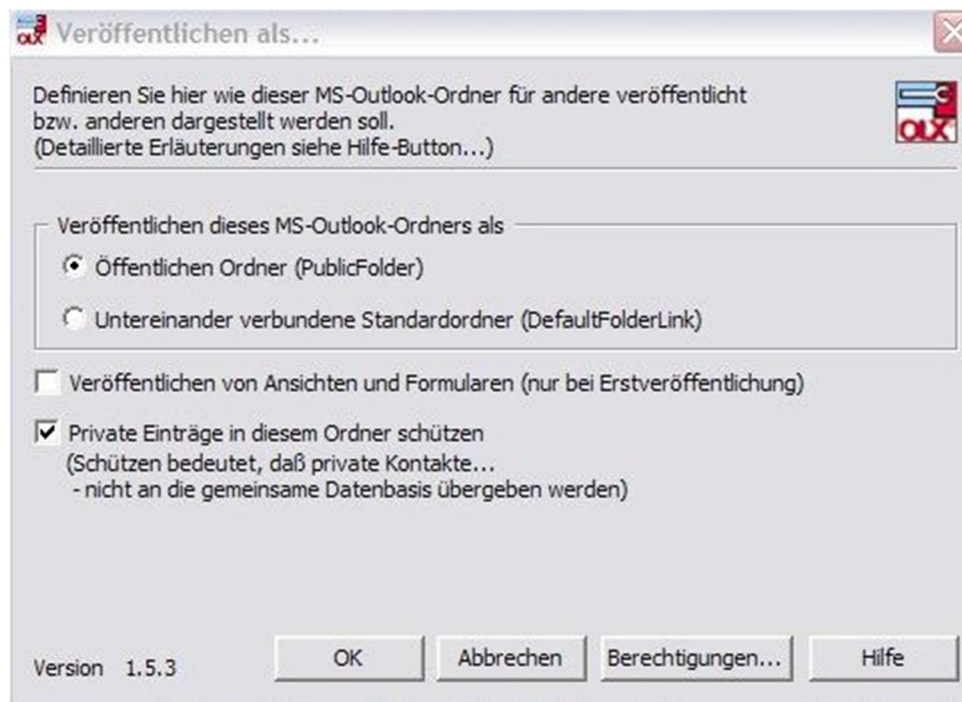 OLX
Veröffentlichen als...
Definieren Sie hier wie dieser MS-Outlook-Ordner für andere veröffentlicht
bzw. anderen dargestellt werden soll.
(Detaillierte Erläuterungen siehe Hilfe-Button...)
OLX
Veröffentlichen dieses MS-Outlook-Ordners als
Öffentlichen Ordner (PublicFolder)
Untereinander verbundene Standardordner (DefaultFolderLink)
Veröffentlichen von Ansichten und Formularen (nur bei Erstveröffentlichung)
Private Einträge in diesem Ordner schützen
(Schützen bedeutet, daß private Kontakte...
- nicht an die gemeinsame Datenbasis übergeben werden)
Version 1.5.3
OK
Abbrechen
Berechtigungen...
Hilfe